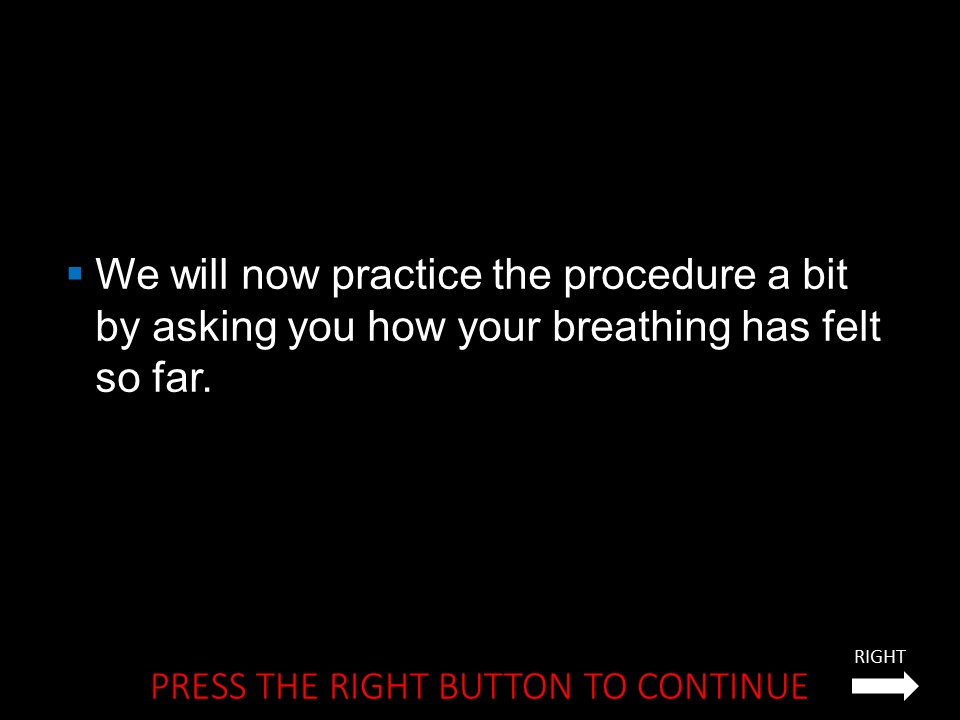 We will now practice the procedure a bit
by asking you how your breathing has felt
so far.
RIGHT
PRESS THE RIGHT BUTTON TO CONTINUE